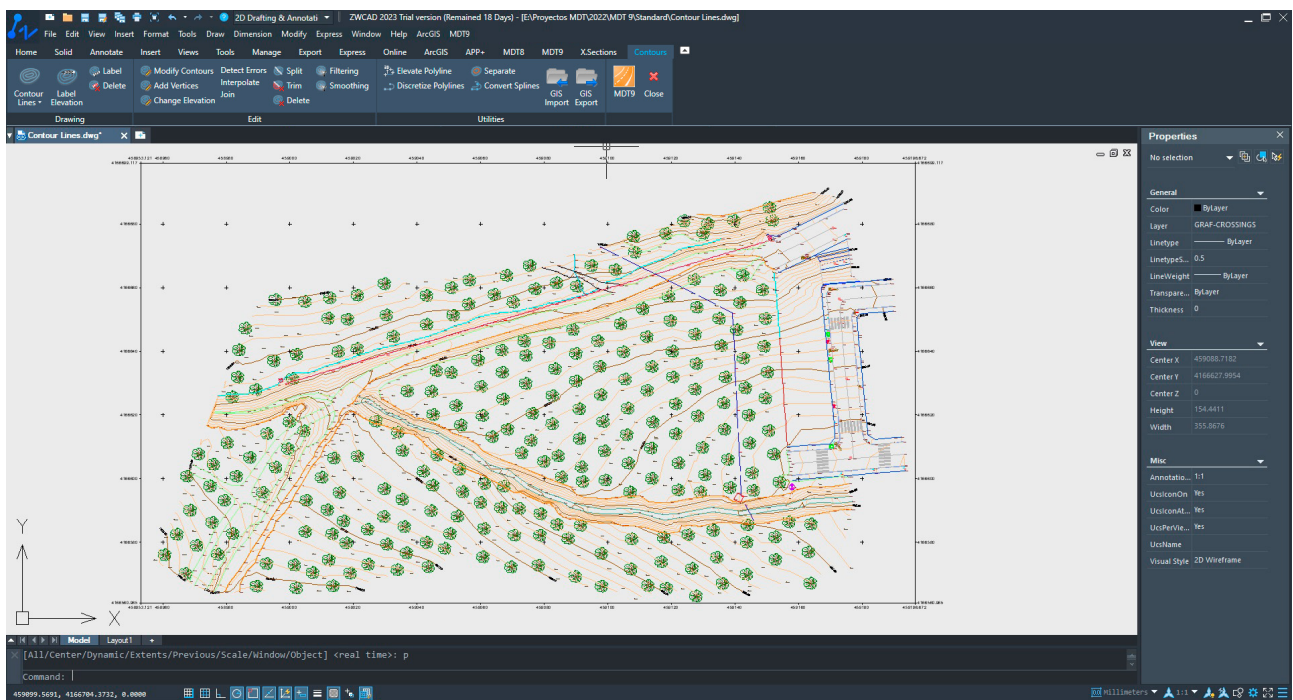 2D Drafting & Annotati
ZWCAD 2023 Trial version (Remained 18 Days) - [E:\Proyectos MDT\2022\MDT 9\Standard\Contour Lines.dwg]
File Edit View Insert Format Tools Draw Dimension Modify Express Window Help ArcGIS MDT9
Home Solid Annotate Insert Views Tools Manage Export Express Online ArcGIS APP+ MDT8 MDT9 X.Sections Contours
Label Modify Contours Detect Errors Split Filtering Elevate Polyline Separate
Delete Add Vertices Interpolate Trim Smoothing Discretize Polylines Convert Splines
Contour Lines Label Elevation Change Elevation Join Delete GIS Import GIS Export MDT9 Close
Drawing Edit Utilities
Contour Lines.dwg*
Properties
No selection
General
Color ByLayer
Layer GRAF-CROSSINGS
Linetype ByLayer
LinetypeS... 0.5
LineWeight ByLayer
Transpare... ByLayer
Thickness 0
View
Center X 459088.7182
Center Y 4166627.9954
Center Z 0
Height 154.4411
Width 355.8676
Misc
Annotatio... 1:1
UcsIconOn Yes
UcsIconAt... Yes
UcsPerVie... Yes
UcsName
Visual Style 2D Wireframe
Y
X
Model Layout1 +
[All/Center/Dynamic/Extents/Previous/Scale/Window/Object] <real time>: p
Command:
459099.5691, 4166704.3732, 0.0000
Millimeters 1:1